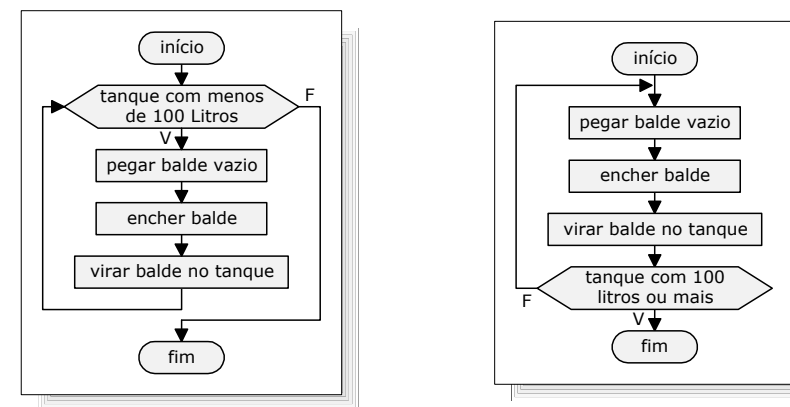 início
tanque com menos
de 100 Litros
F
V
pegar balde vazio
encher balde
virar balde no tanque
fim
início
pegar balde vazio
encher balde
virar balde no tanque
tanque com 100
litros ou mais
F
V
fim